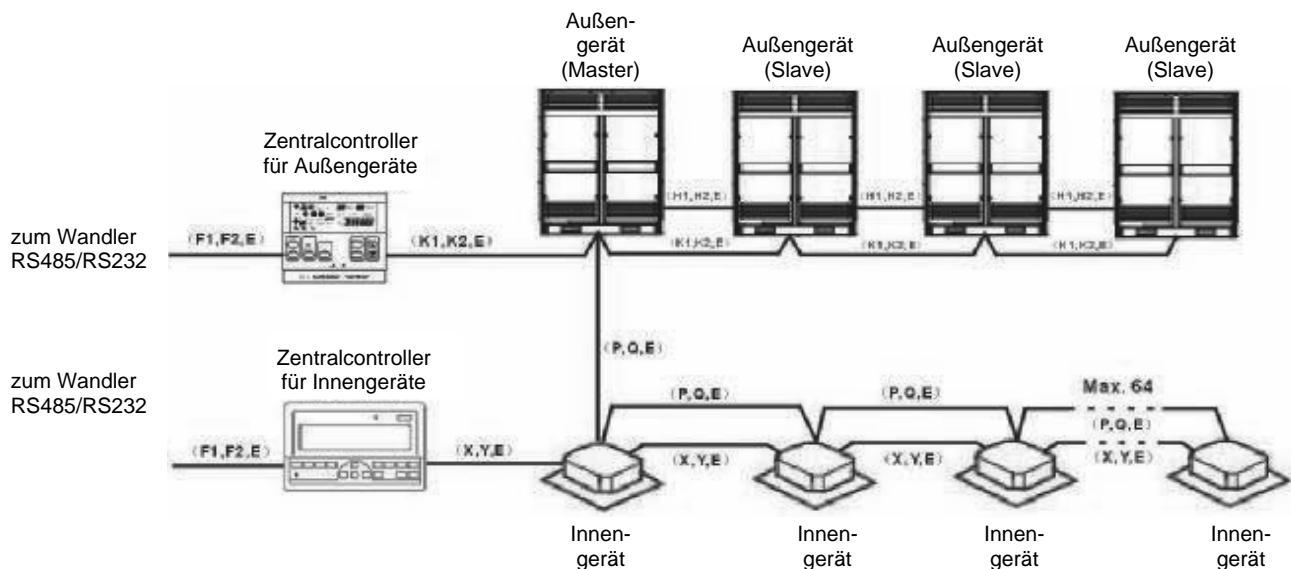 Außen-
gerät
(Master)
Außengerät
(Slave)
Außengerät
(Slave)
Außengerät
(Slave)
Zentralcontroller
für Außengeräte
(H1,H2,E)
(H1,H2,E)
(H1,H2,E)
zum Wandler
RS485/RS232
(F1,F2,E)
(K1,K2,E)
(K1,K2,E)
(K1,K2,E)
(K1,K2,E)
(P,Q,E)
Zentralcontroller
für Innengeräte
zum Wandler
RS485/RS232
(P,Q,E)
(P,Q,E)
Max. 64
(P,Q,E)
(F1,F2,E)
(X,Y,E)
(X,Y,E)
(X,Y,E)
(X,Y,E)
Innen-
gerät
Innen-
gerät
Innen-
gerät
Innen-
gerät